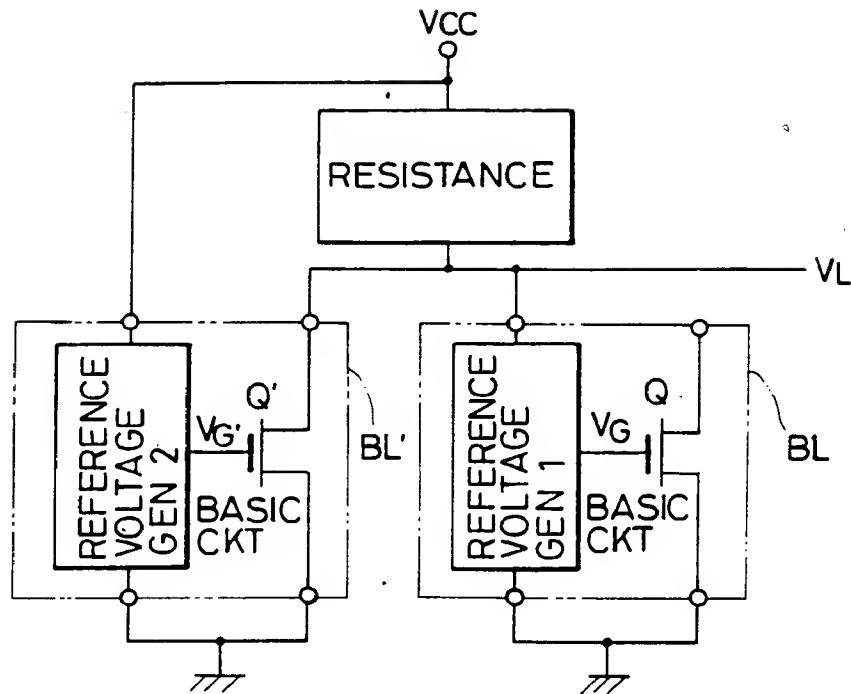 VCC
RESISTANCE
VL
REFERENCE
VOLTAGE
GEN 2
VG'
Q'
BASIC
CKT
BL'
REFERENCE
VOLTAGE
GEN 1
VG
Q
BASIC
CKT
BL